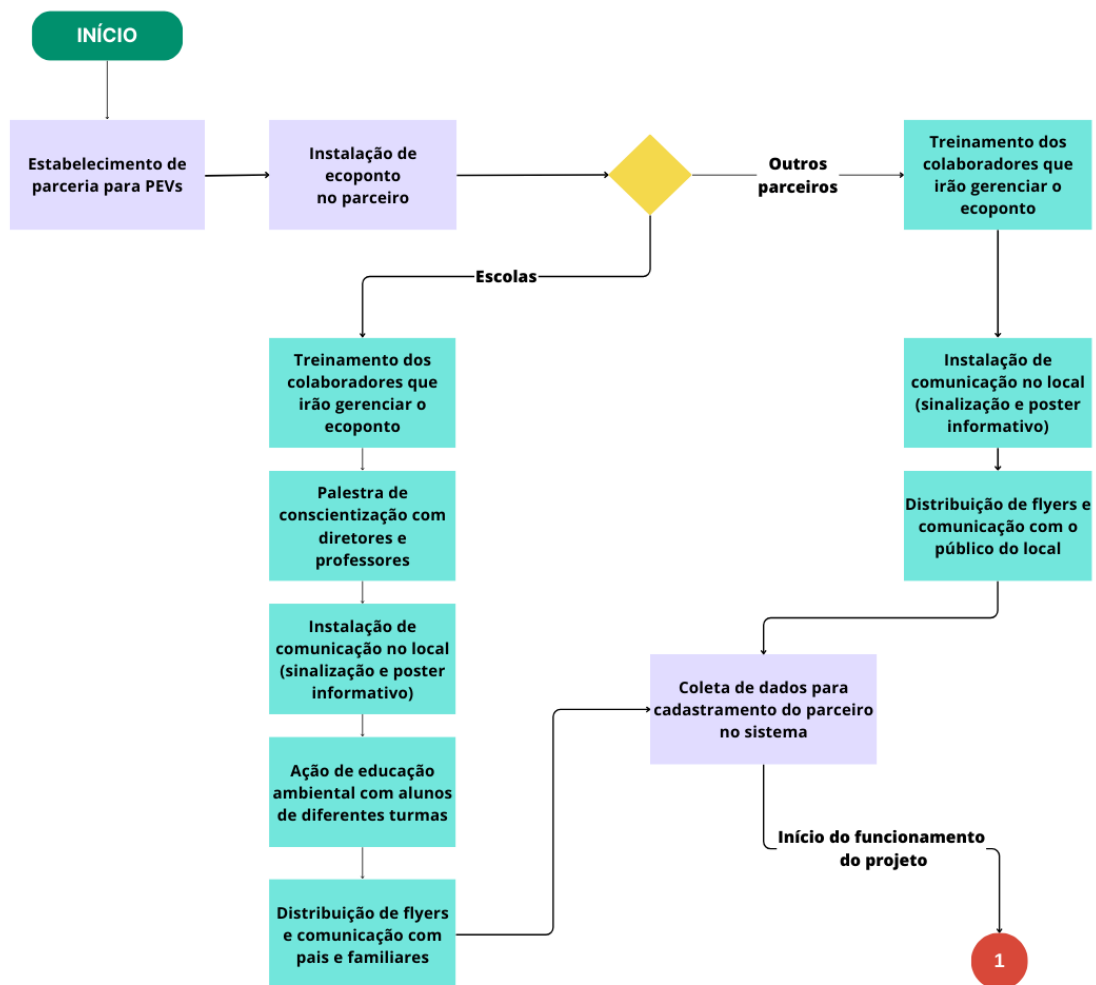 INÍCIO
Estabelecimento de
parceria para PEVs
Instalação de
ecoponto
no parceiro
Outros
parceiros
Treinamento dos
colaboradores que
irão gerenciar o
ecoponto
Escolas
Treinamento dos
colaboradores que
irão gerenciar o
ecoponto
Palestra de
conscientização com
diretores e
professores
Instalação de
comunicação no local
(sinalização e poster
informativo)
Ação de educação
ambiental com alunos
de diferentes turmas
Distribuição de flyers
e comunicação com
pais e familiares
Instalação de
comunicação no local
(sinalização e poster
informativo)
Distribuição de flyers e
comunicação com o
público do local
Coleta de dados para
cadastramento do parceiro
no sistema
Início do funcionamento
do projeto
1